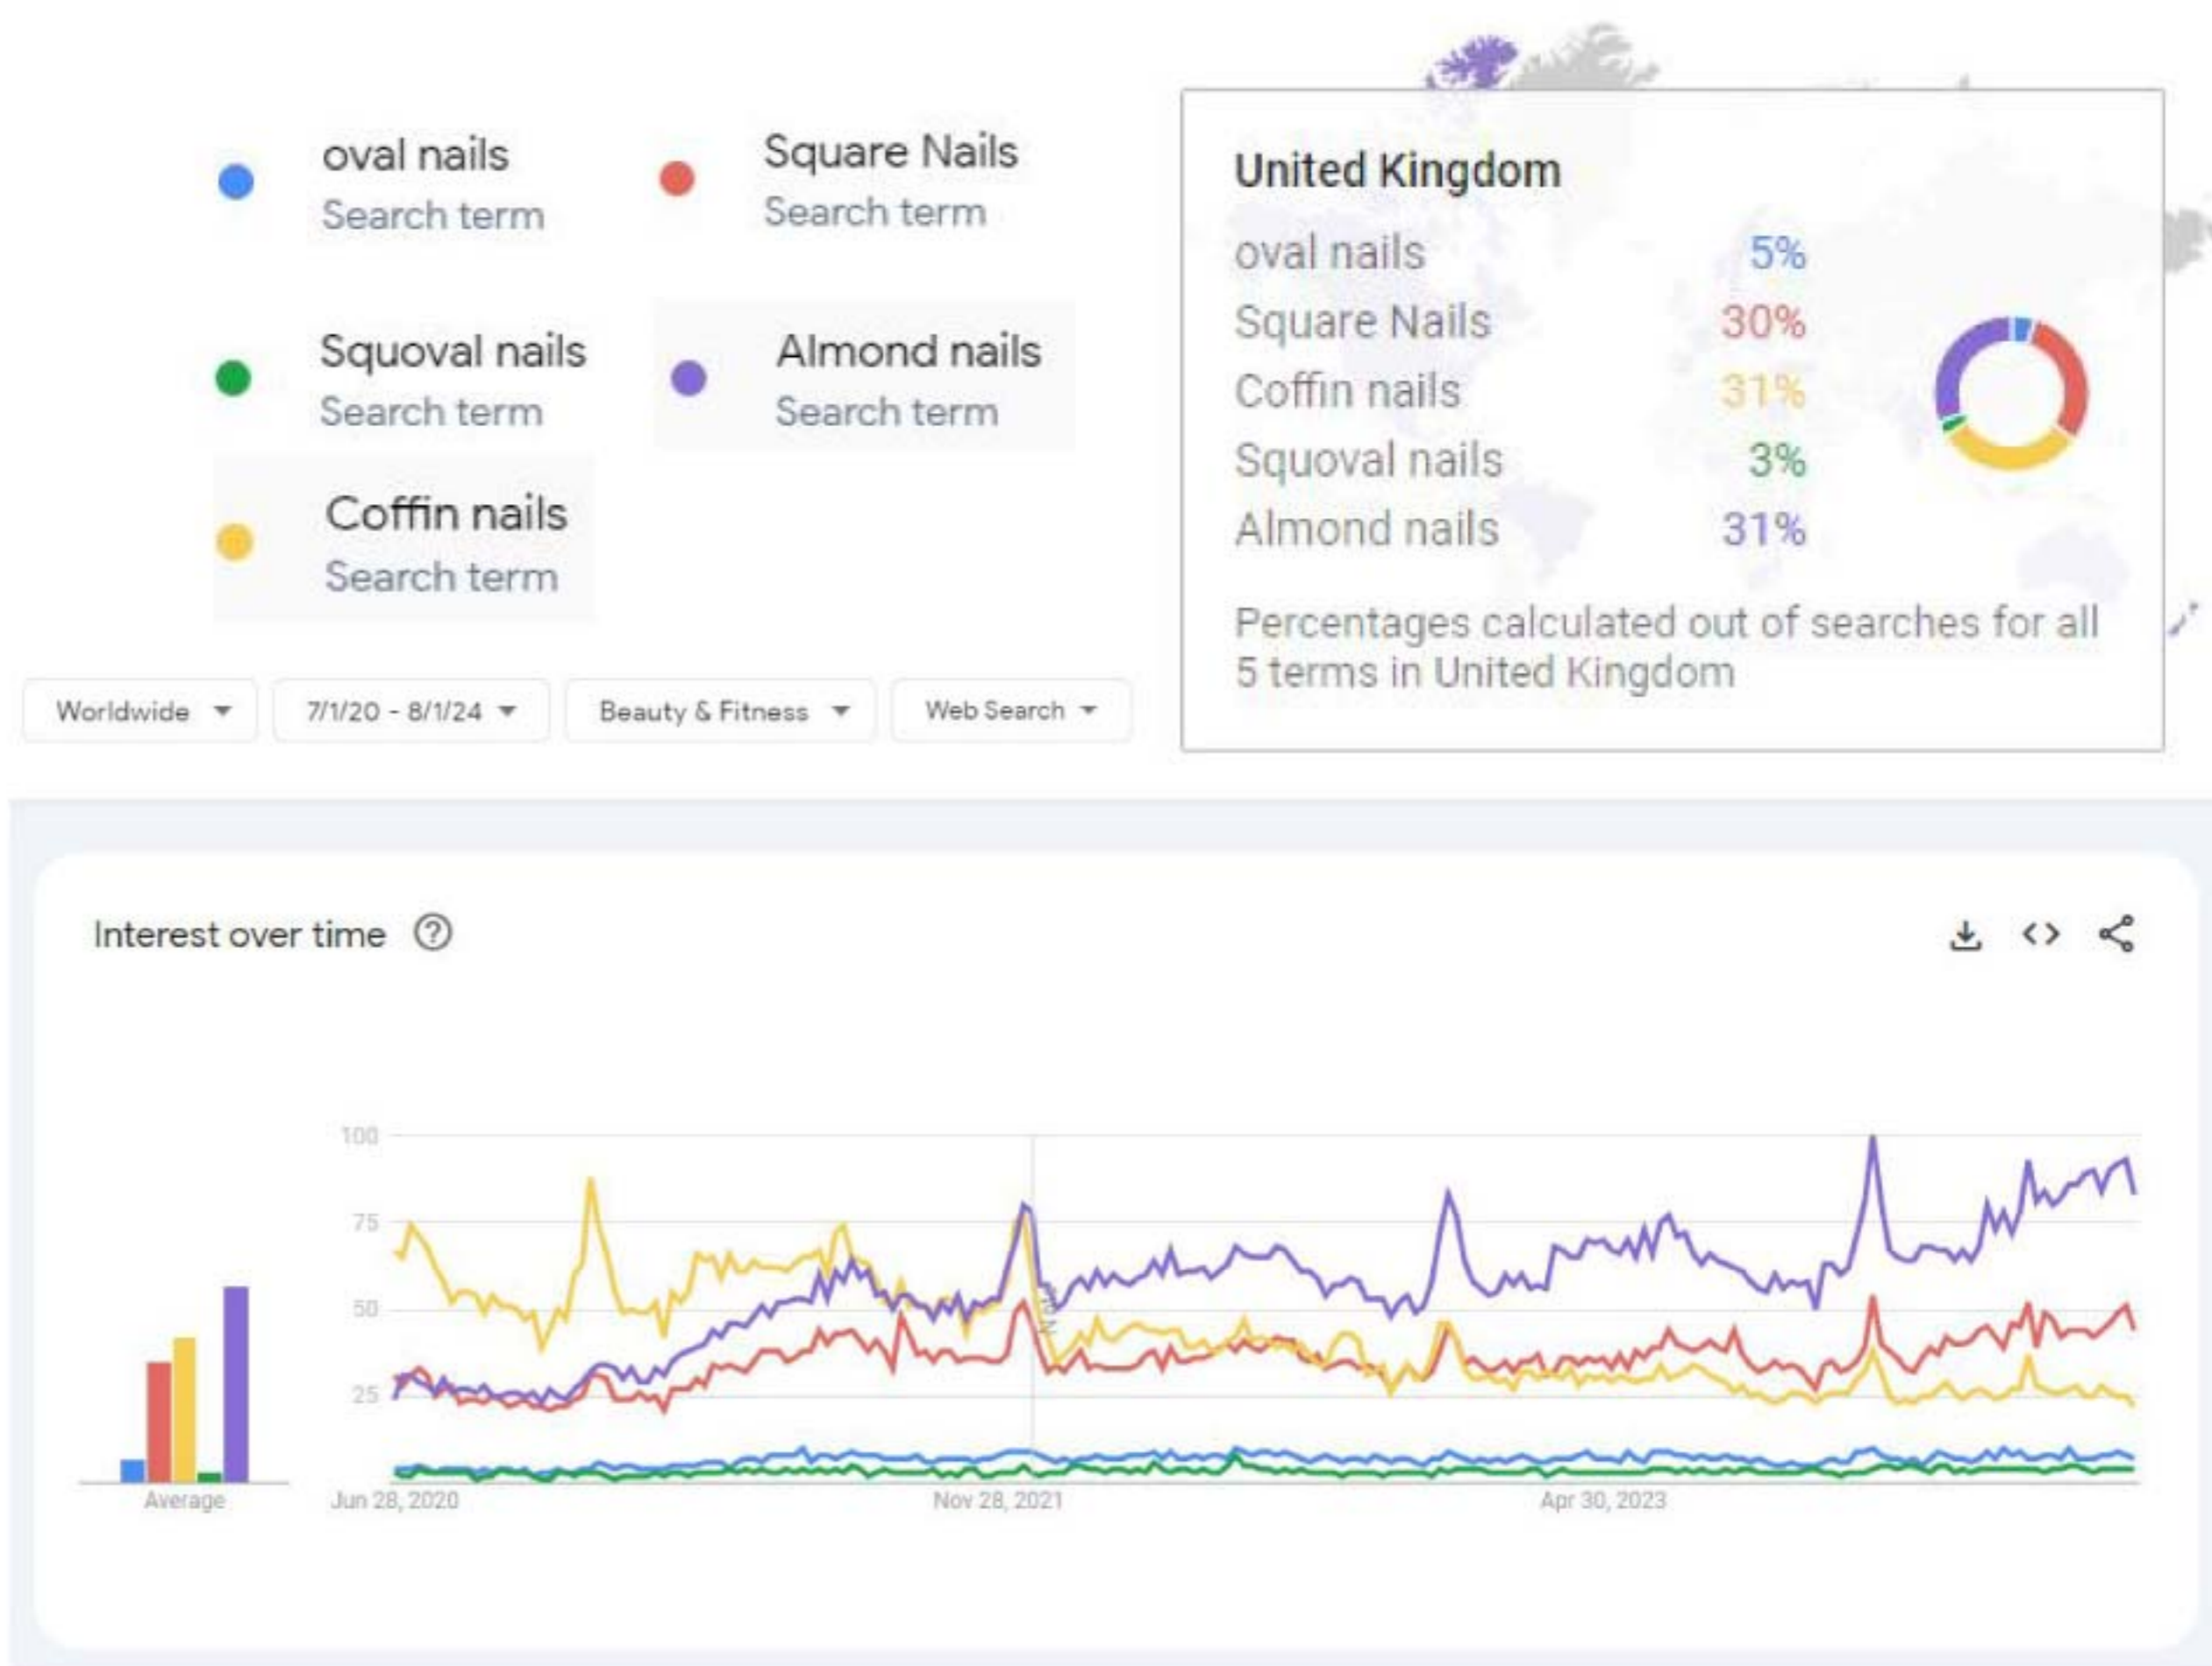 oval nails
Search term
Square Nails
Search term
Squoval nails
Search term
Almond nails
Search term
Coffin nails
Search term
Worldwide
7/1/20 - 8/1/24
Beauty & Fitness
Web Search
United Kingdom
oval nails 5%
Square Nails 30%
Coffin nails 31%
Squoval nails 3%
Almond nails 31%
Percentages calculated out of searches for all
5 terms in United Kingdom
Interest over time
100
75
50
25
Average
Jun 28, 2020
Nov 28, 2021
Apr 30, 2023